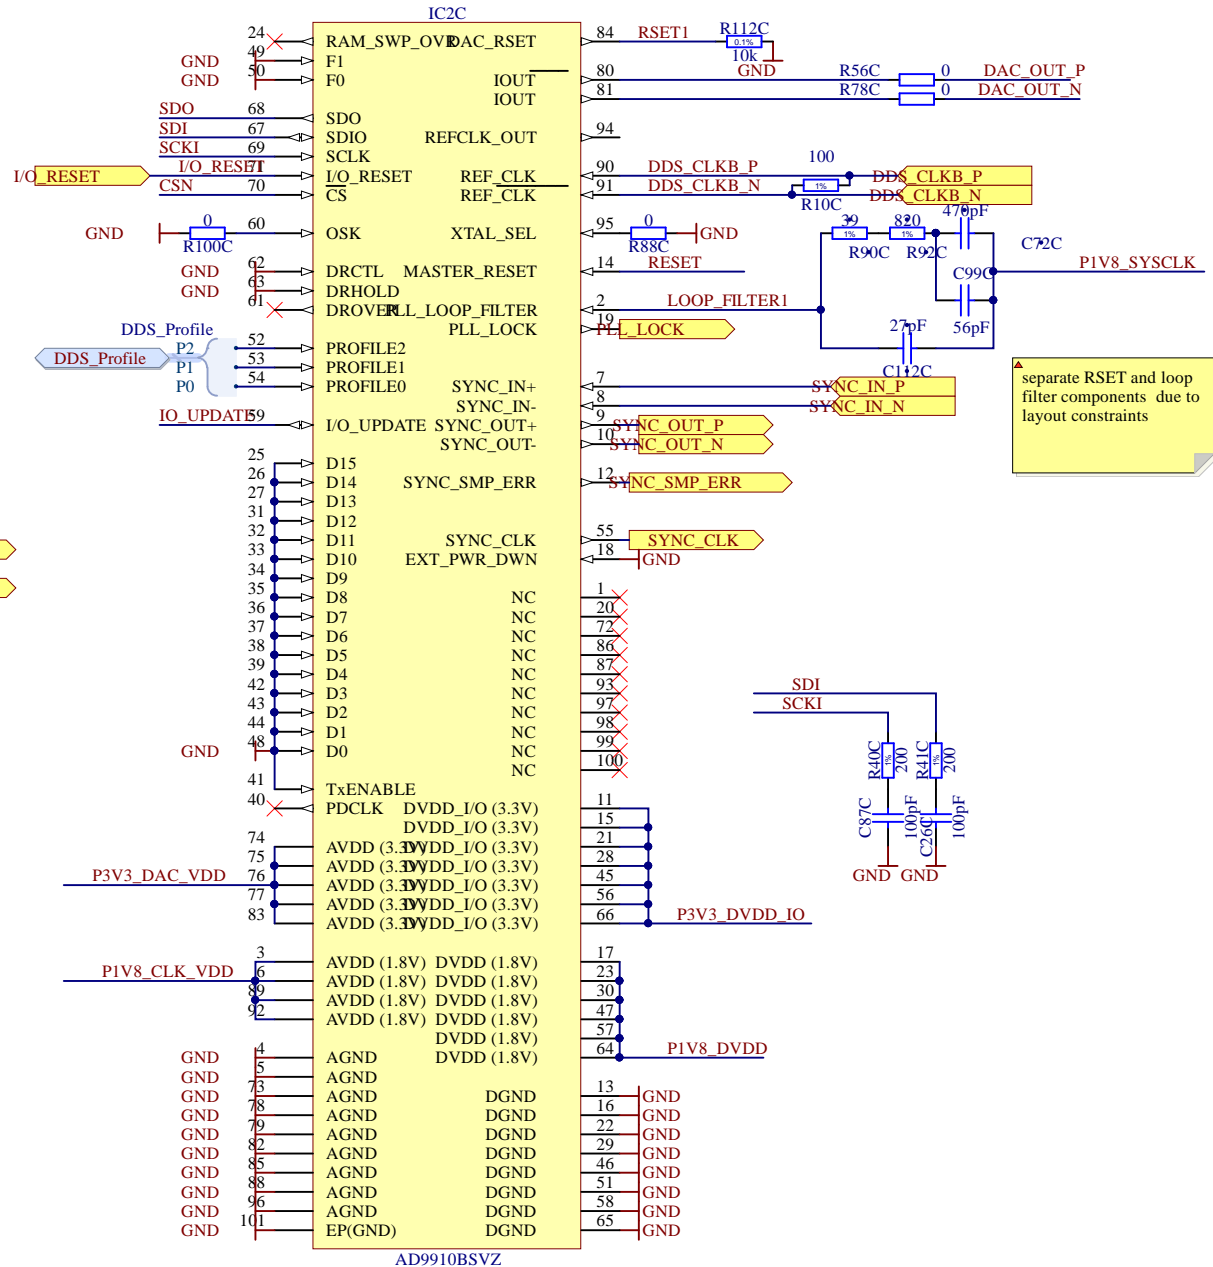 IC2C
24 RAM_SWP_OVR DAC_RSET 84 RSET1 R112C
0.1%
10k
GND
GND 49 F1
GND 50 F0 IOUT 80 R56C 0 DAC_OUT_P
IOUT 81 R78C 0 DAC_OUT_N
SDO 68 SDO
SDI 67 SDIO REFCLK_OUT 94
SCKI 69 SCLK
I/O_RESET I/O_RESET 71 I/O_RESET REF_CLK 90 DDS_CLKB_P 100 DDS_CLKB_P
CSN 70 CS REF_CLK 91 DDS_CLKB_N 1% R10C DDS_CLKB_N
GND 0 R100C 60 OSK XTAL_SEL 95 0 R88C GND
39 1% R90C 820 1% R92C 470pF C72C
GND 62 DRCTL MASTER_RESET 14 RESET C99C P1V8_SYSCLK
GND 63 DRHOLD
61 DROVER PLL_LOOP_FILTER 2 LOOP_FILTER1 56pF
PLL_LOCK 19 PLL_LOCK 27pF
C112C
DDS_Profile
DDS_Profile P2 52 PROFILE2
P1 53 PROFILE1
P0 54 PROFILE0 SYNC_IN+ 7 SYNC_IN_P
SYNC_IN- 8 SYNC_IN_N
separate RSET and loop
filter components due to
layout constraints
IO_UPDATE 59 I/O_UPDATE SYNC_OUT+ 9 SYNC_OUT_P
SYNC_OUT- 10 SYNC_OUT_N
25 D15
26 D14 SYNC_SMP_ERR 12 SYNC_SMP_ERR
27 D13
31 D12
32 D11 SYNC_CLK 55 SYNC_CLK
33 D10 EXT_PWR_DWN 18 GND
34 D9
35 D8 NC 1
36 D7 NC 20
37 D6 NC 72
38 D5 NC 86
39 D4 NC 87
42 D3 NC 93
43 D2 NC 97
44 D1 NC 98
GND 48 D0 NC 99
NC 100
41 TxENABLE
SDI
SCKI
R40C 1% 200 R41C 1% 200
C87C 100pF C26C 100pF
GND GND
40 PDCLK DVDD_I/O (3.3V) 11
DVDD_I/O (3.3V) 15
74 AVDD (3.3V) DVDD_I/O (3.3V) 21
75 AVDD (3.3V) DVDD_I/O (3.3V) 28
P3V3_DAC_VDD 76 AVDD (3.3V) DVDD_I/O (3.3V) 45
77 AVDD (3.3V) DVDD_I/O (3.3V) 56
83 AVDD (3.3V) DVDD_I/O (3.3V) 66 P3V3_DVDD_IO
3 AVDD (1.8V) DVDD (1.8V) 17
P1V8_CLK_VDD 6 AVDD (1.8V) DVDD (1.8V) 23
89 AVDD (1.8V) DVDD (1.8V) 30
92 AVDD (1.8V) DVDD (1.8V) 47
DVDD (1.8V) 57
GND 4 AGND DVDD (1.8V) 64 P1V8_DVDD
GND 5 AGND
GND 73 AGND DGND 13 GND
GND 78 AGND DGND 16 GND
GND 79 AGND DGND 22 GND
GND 82 AGND DGND 29 GND
GND 85 AGND DGND 46 GND
GND 88 AGND DGND 51 GND
GND 96 AGND DGND 58 GND
GND 101 EP(GND) DGND 65 GND
AD9910BSVZ